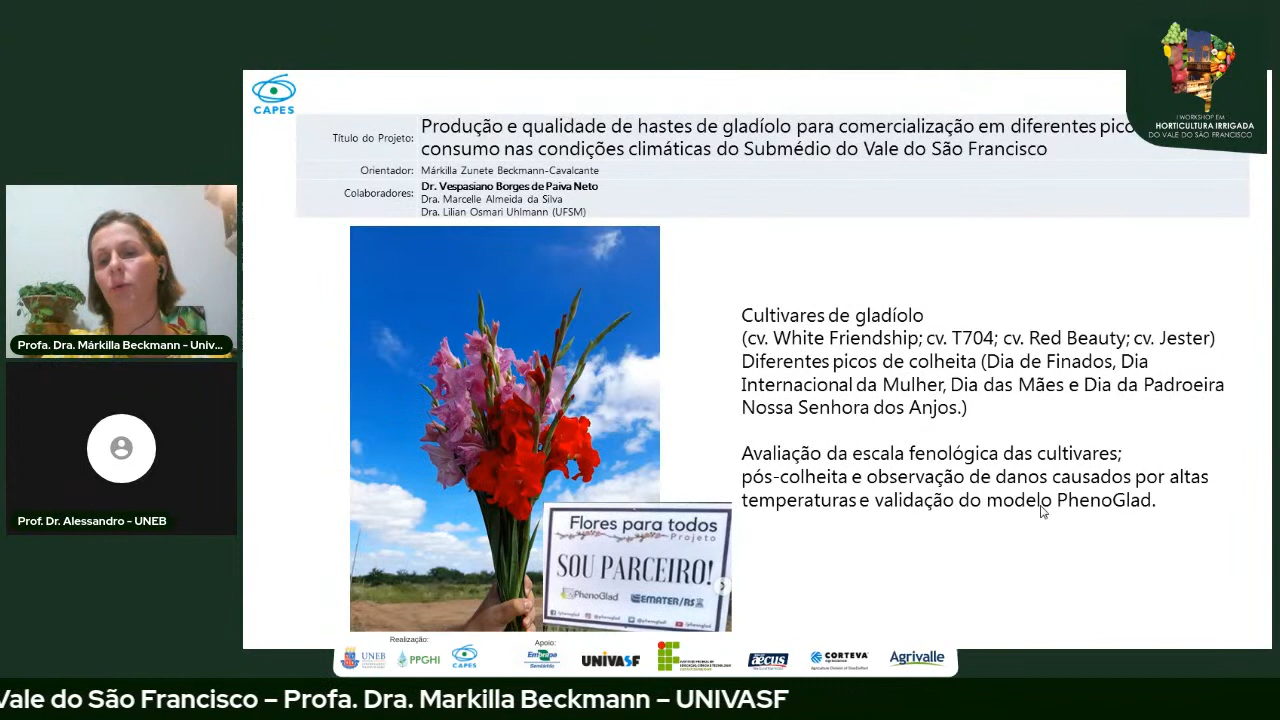 CAPES
I WORKSHOP EM
HORTICULTURA IRRIGADA
DO VALE DO SÃO FRANCISCO
Título do Projeto:
Produção e qualidade de hastes de gladíolo para comercialização em diferentes pico
consumo nas condições climáticas do Submédio do Vale do São Francisco
Orientador: Márkilla Zunete Beckmann-Cavalcante
Colaboradores:
Dr. Vespasiano Borges de Paiva Neto
Dra. Marcelle Almeida da Silva
Dra. Lilian Osmari Uhlmann (UFSM)
Profa. Dra. Márkilla Beckmann - Univ...
Prof. Dr. Alessandro - UNEB
Cultivares de gladíolo
(cv. White Friendship; cv. T704; cv. Red Beauty; cv. Jester)
Diferentes picos de colheita (Dia de Finados, Dia
Internacional da Mulher, Dia das Mães e Dia da Padroeira
Nossa Senhora dos Anjos.)
Avaliação da escala fenológica das cultivares;
pós-colheita e observação de danos causados por altas
temperaturas e validação do modelo PhenoGlad.
Flores para todos
Projeto
SOU PARCEIRO!
PhenoGlad EMATER/RS
Realização:
UNEB PPGHI CAPES
Apoio:
Embrapa
Semiárido
UNIVASF
æcus
CORTEVA
agriscience
Agrivalle
Vale do São Francisco – Profa. Dra. Markilla Beckmann – UNIVASF